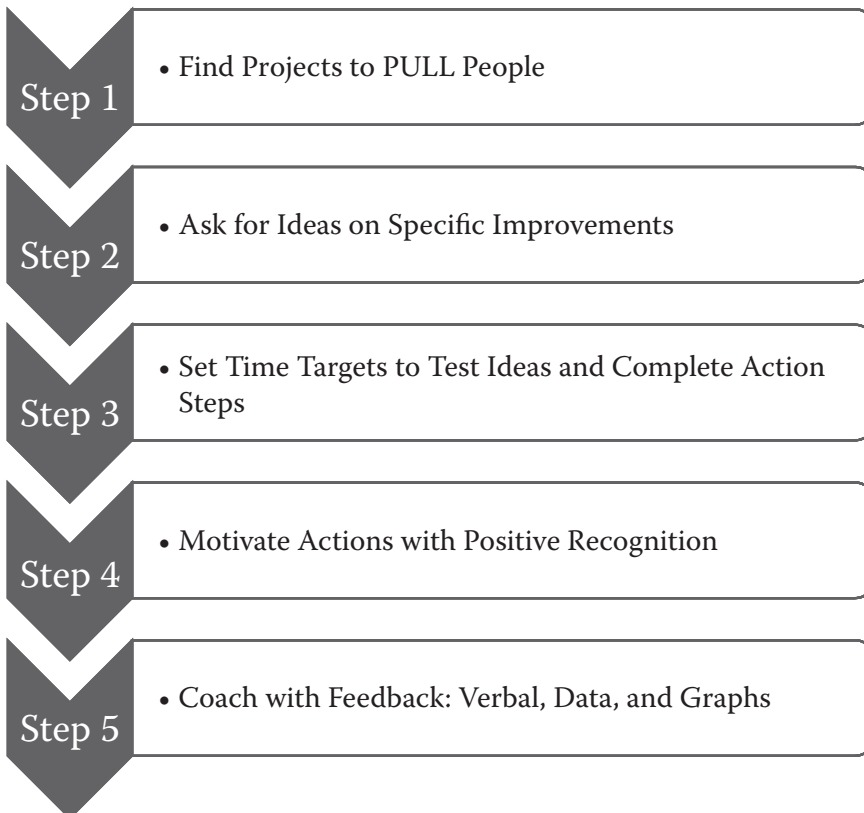 Step 1
• Find Projects to PULL People
Step 2
• Ask for Ideas on Specific Improvements
Step 3
• Set Time Targets to Test Ideas and Complete Action
Steps
Step 4
• Motivate Actions with Positive Recognition
Step 5
• Coach with Feedback: Verbal, Data, and Graphs